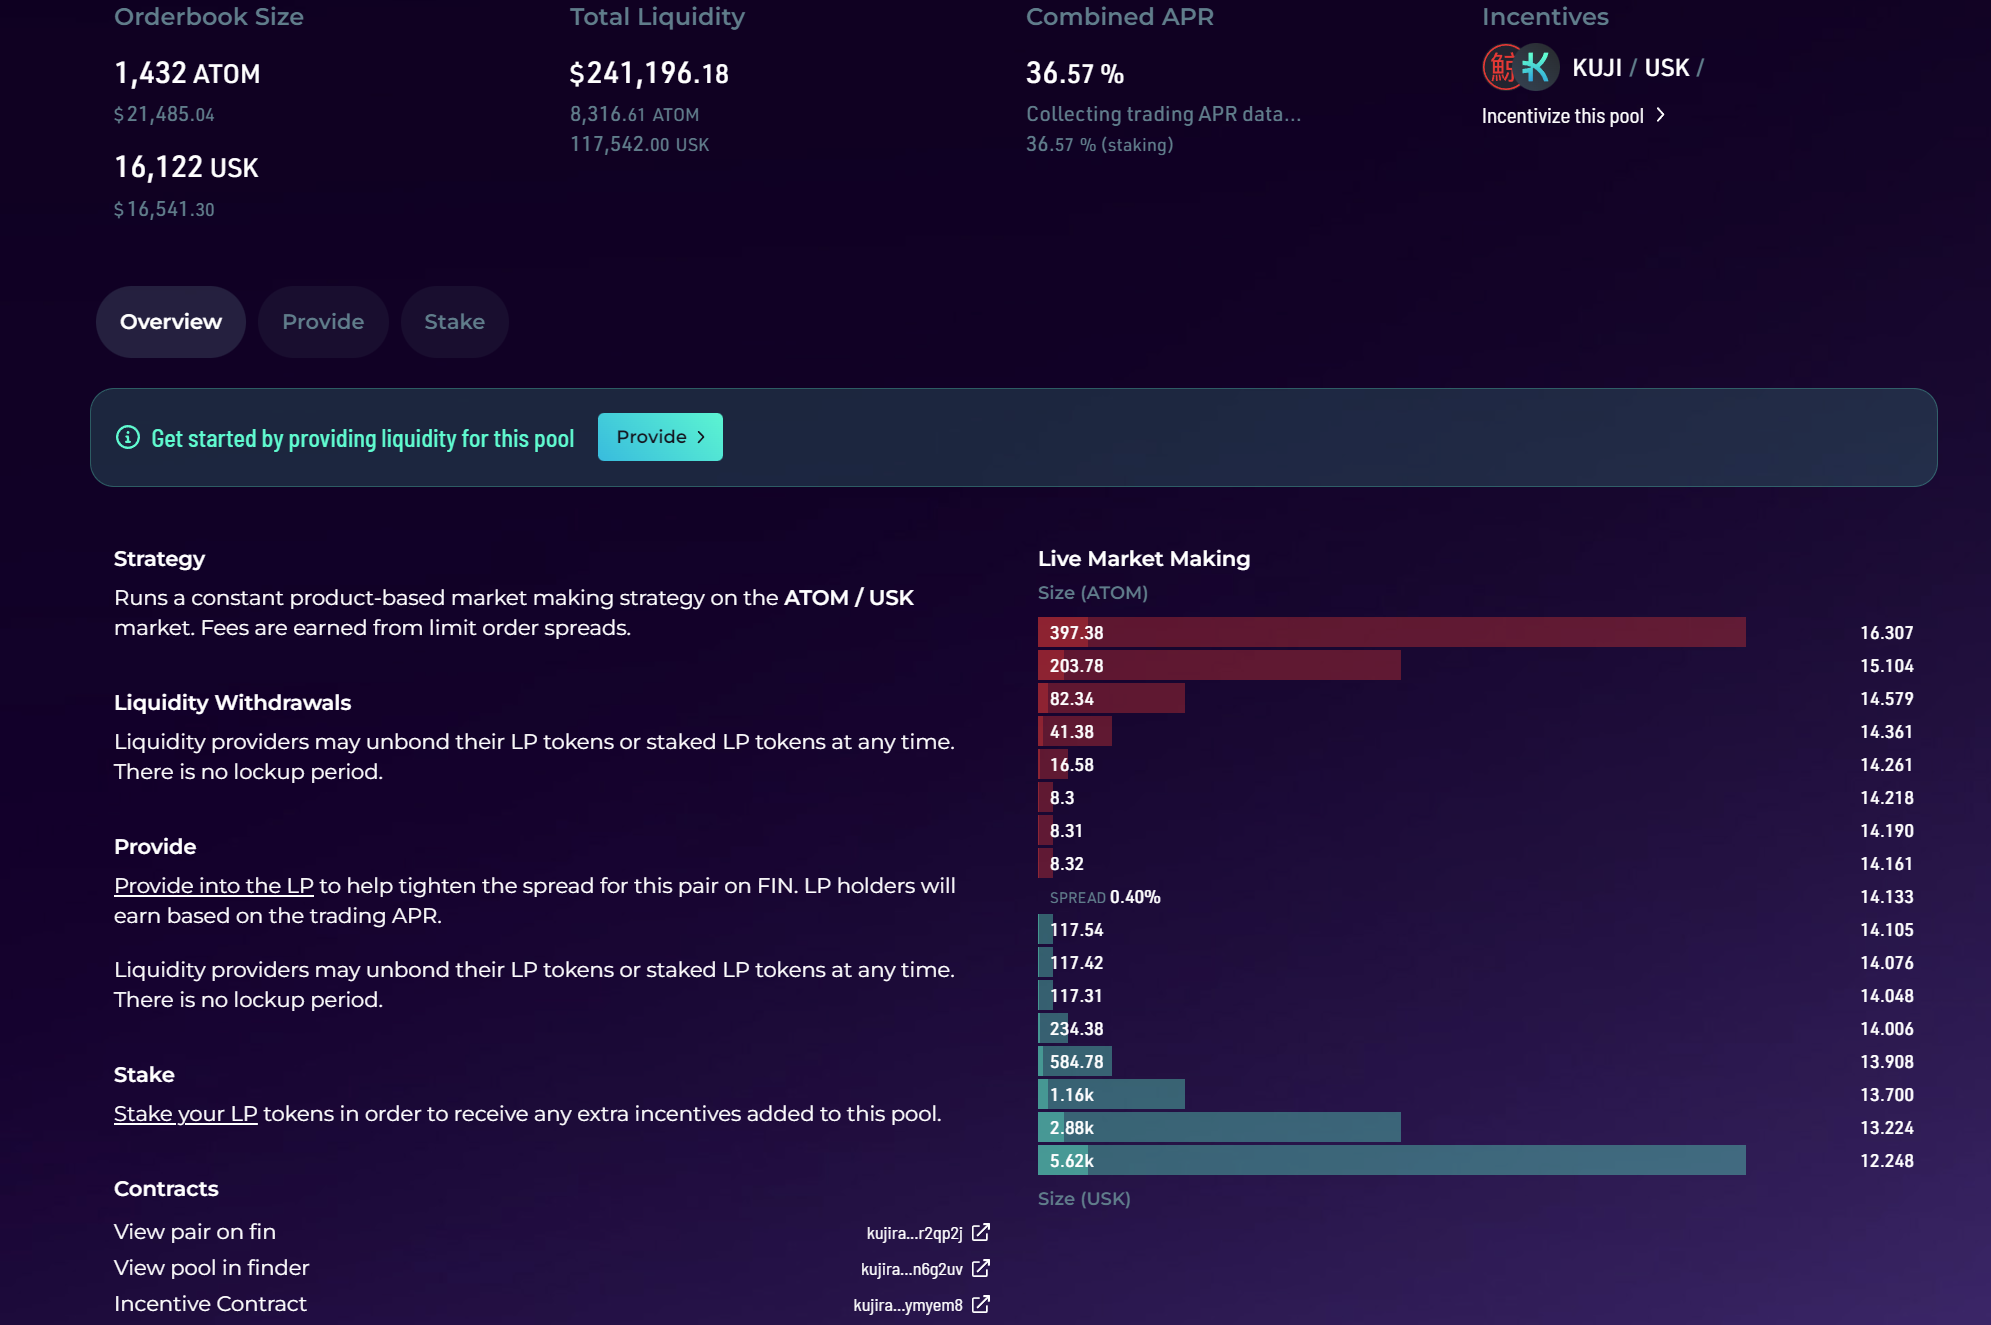 Orderbook Size
1,432 ATOM
$21,485.04
16,122 USK
$16,541.30
Total Liquidity
$241,196.18
8,316.61 ATOM
117,542.00 USK
Combined APR
36.57 %
Collecting trading APR data...
36.57 % (staking)
Incentives
鯨 KUJI / USK /
Incentivize this pool
Overview
Provide
Stake
Get started by providing liquidity for this pool
Provide
Strategy
Runs a constant product-based market making strategy on the ATOM / USK
market. Fees are earned from limit order spreads.
Liquidity Withdrawals
Liquidity providers may unbond their LP tokens or staked LP tokens at any time.
There is no lockup period.
Provide
Provide into the LP to help tighten the spread for this pair on FIN. LP holders will
earn based on the trading APR.
Liquidity providers may unbond their LP tokens or staked LP tokens at any time.
There is no lockup period.
Stake
Stake your LP tokens in order to receive any extra incentives added to this pool.
Contracts
View pair on fin kujira...r2qp2j
View pool in finder kujira...n6g2uv
Incentive Contract kujira...ymyem8
Live Market Making
Size (ATOM)
397.38 16.307
203.78 15.104
82.34 14.579
41.38 14.361
16.58 14.261
8.3 14.218
8.31 14.190
8.32 14.161
SPREAD 0.40% 14.133
117.54 14.105
117.42 14.076
117.31 14.048
234.38 14.006
584.78 13.908
1.16k 13.700
2.88k 13.224
5.62k 12.248
Size (USK)